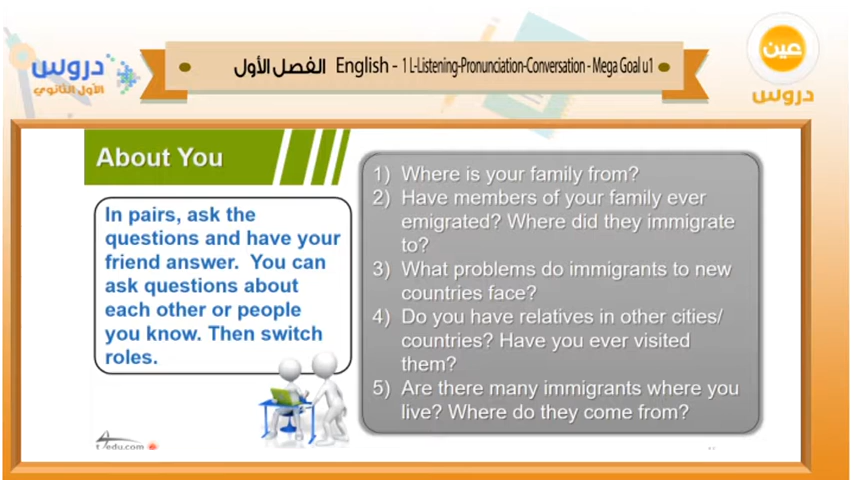 دروس
الأول الثانوي
الفصل الأول English - 1 L-Listening-Pronunciation-Conversation - Mega Goal u1
عين
دروس
About You
In pairs, ask the
questions and have your
friend answer. You can
ask questions about
each other or people
you know. Then switch
roles.
1) Where is your family from?
2) Have members of your family ever
emigrated? Where did they immigrate
to?
3) What problems do immigrants to new
countries face?
4) Do you have relatives in other cities/
countries? Have you ever visited
them?
5) Are there many immigrants where you
live? Where do they come from?
t4edu.com